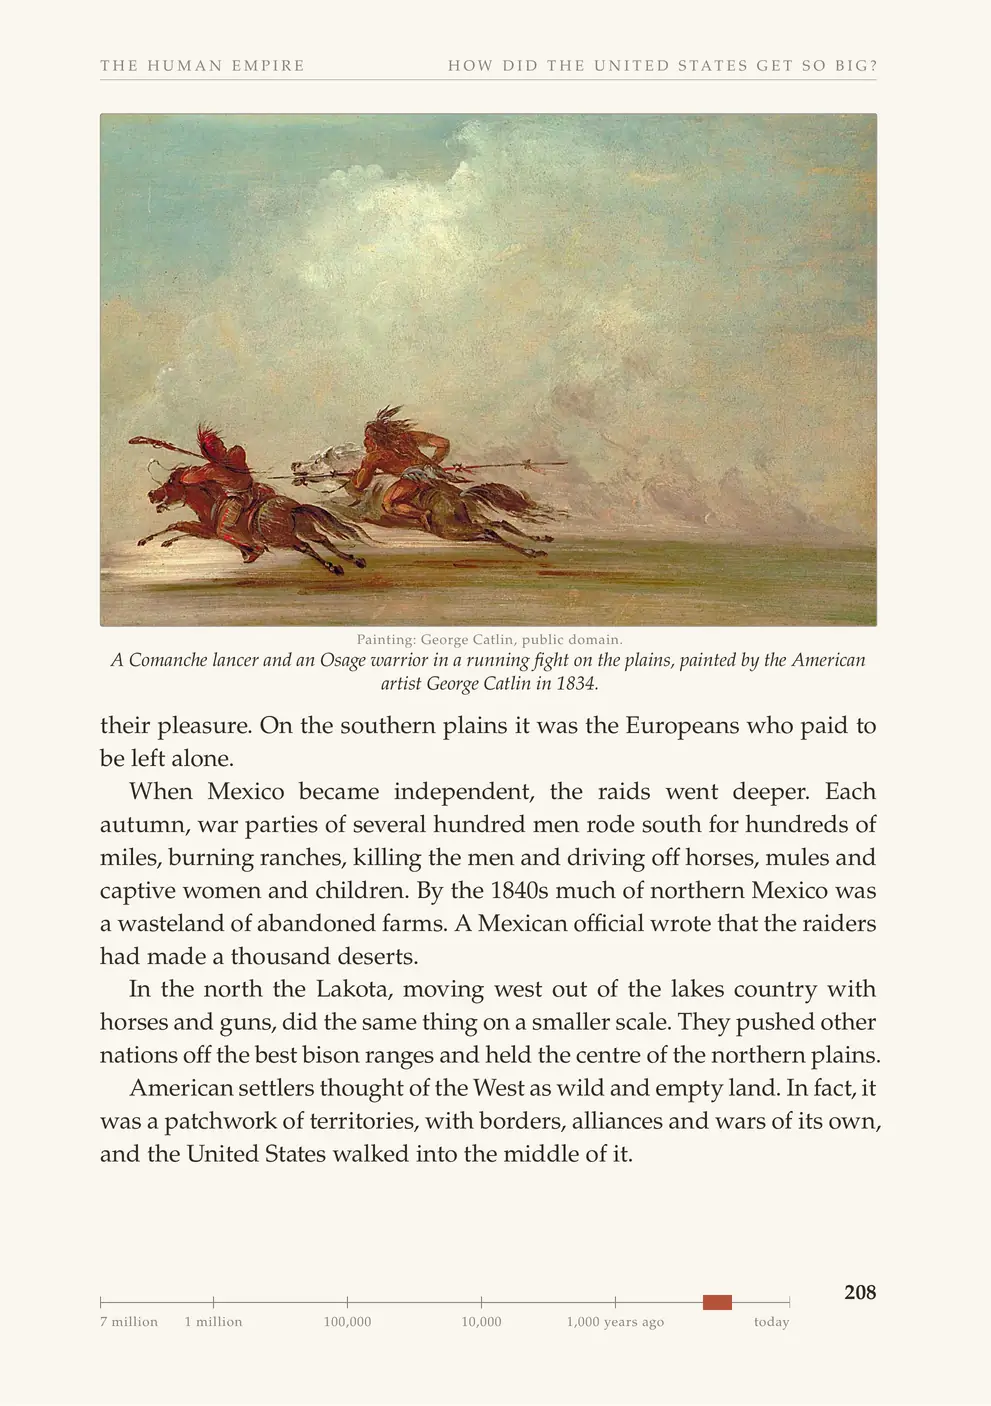 THE HUMAN EMPIRE
HOW DID THE UNITED STATES GET SO BIG?
Painting: George Catlin, public domain.
A Comanche lancer and an Osage warrior in a running fight on the plains, painted by the American
artist George Catlin in 1834.
their pleasure. On the southern plains it was the Europeans who paid to
be left alone.
When Mexico became independent, the raids went deeper. Each
autumn, war parties of several hundred men rode south for hundreds of
miles, burning ranches, killing the men and driving off horses, mules and
captive women and children. By the 1840s much of northern Mexico was
a wasteland of abandoned farms. A Mexican official wrote that the raiders
had made a thousand deserts.
In the north the Lakota, moving west out of the lakes country with
horses and guns, did the same thing on a smaller scale. They pushed other
nations off the best bison ranges and held the centre of the northern plains.
American settlers thought of the West as wild and empty land. In fact, it
was a patchwork of territories, with borders, alliances and wars of its own,
and the United States walked into the middle of it.
208
7 million 1 million 100,000 10,000 1,000 years ago today